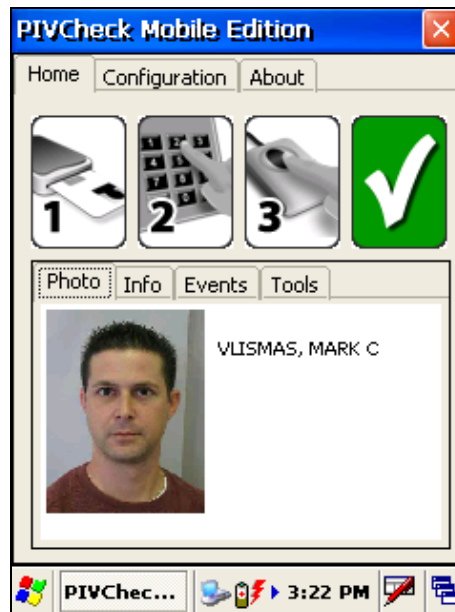 PIVCheck Mobile Edition
Home Configuration About
1 2 3
Photo Info Events Tools
VLISMAS, MARK C
PIVChec... 3:22 PM